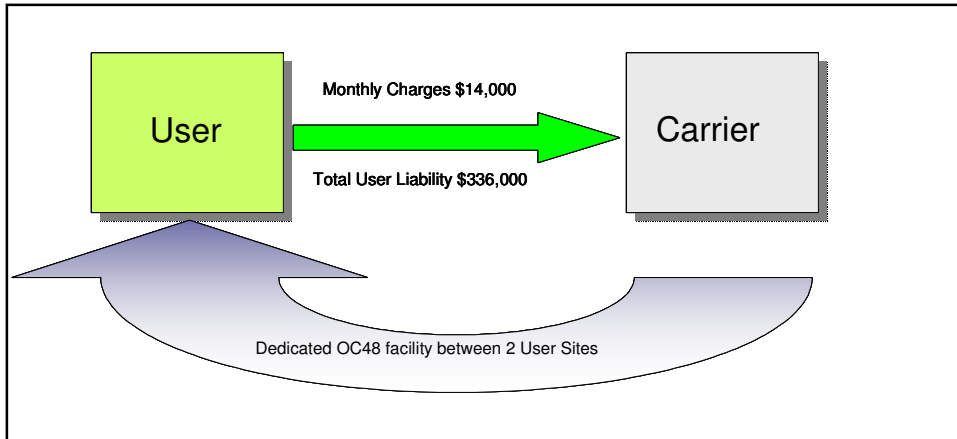 User
Monthly Charges $14,000
Total User Liability $336,000
Carrier
Dedicated OC48 facility between 2 User Sites